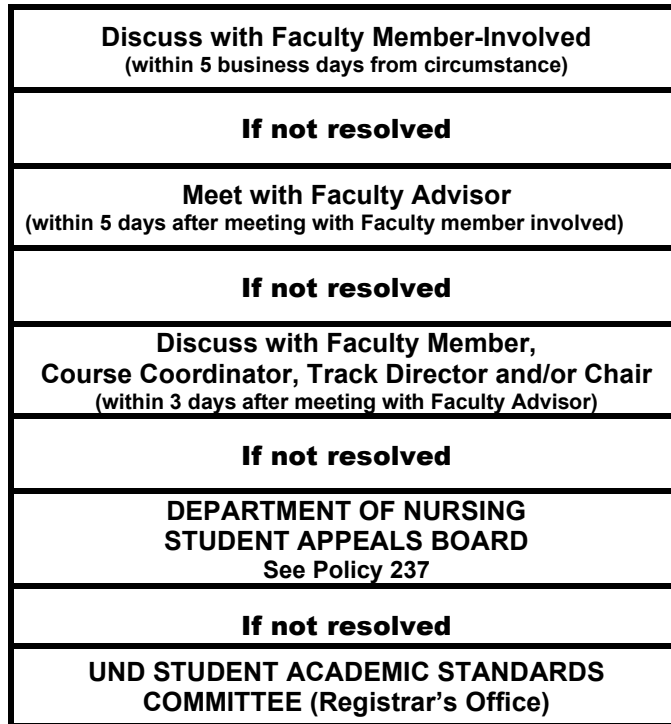 Discuss with Faculty Member-Involved
(within 5 business days from circumstance)
If not resolved
Meet with Faculty Advisor
(within 5 days after meeting with Faculty member involved)
If not resolved
Discuss with Faculty Member,
Course Coordinator, Track Director and/or Chair
(within 3 days after meeting with Faculty Advisor)
If not resolved
DEPARTMENT OF NURSING
STUDENT APPEALS BOARD
See Policy 237
If not resolved
UND STUDENT ACADEMIC STANDARDS
COMMITTEE (Registrar’s Office)